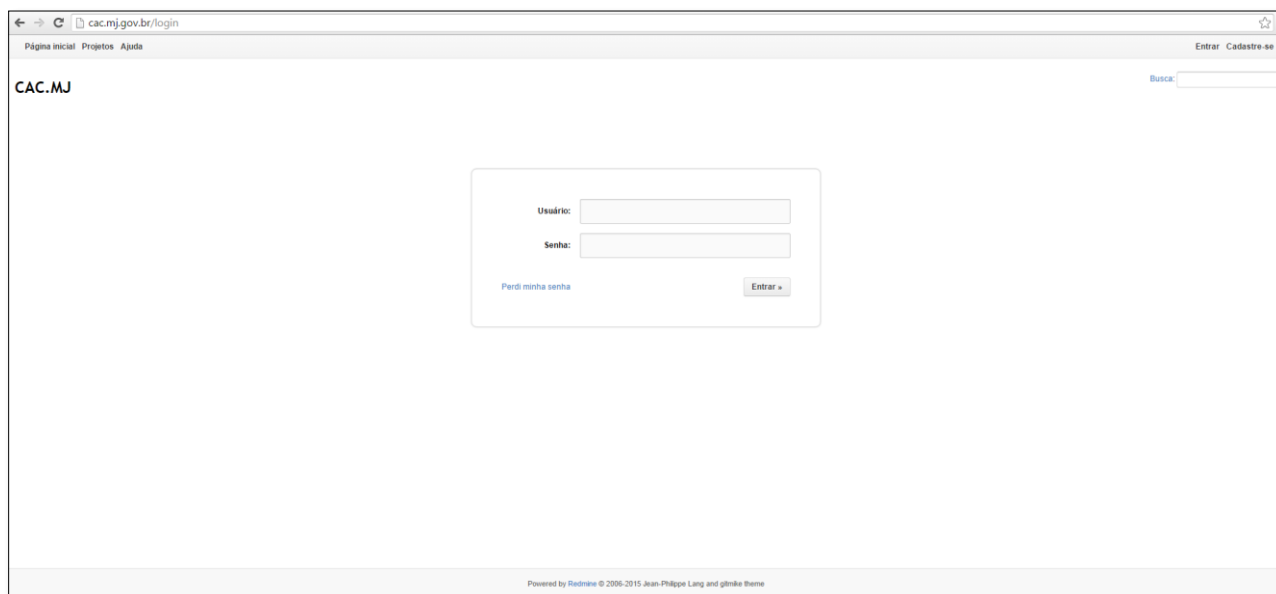 cac.mj.gov.br/login
Página inicial Projetos Ajuda Entrar Cadastre-se
CAC.MJ Busca:
Usuário:
Senha:
Perdi minha senha Entrar »
Powered by Redmine © 2006-2015 Jean-Philippe Lang and gitmike theme